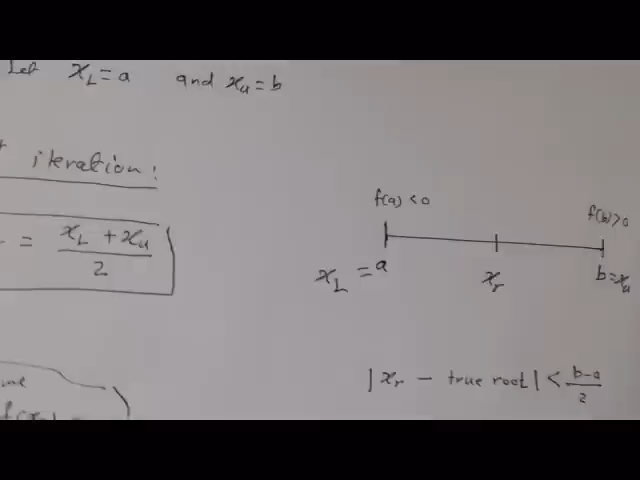 Let x_L = a and x_u = b
iteration:
= (x_L + x_u) / 2
f(a) < 0
f(b) > 0
x_L = a
x_r
b = x_u
|x_r - true root| < (b-a)/2